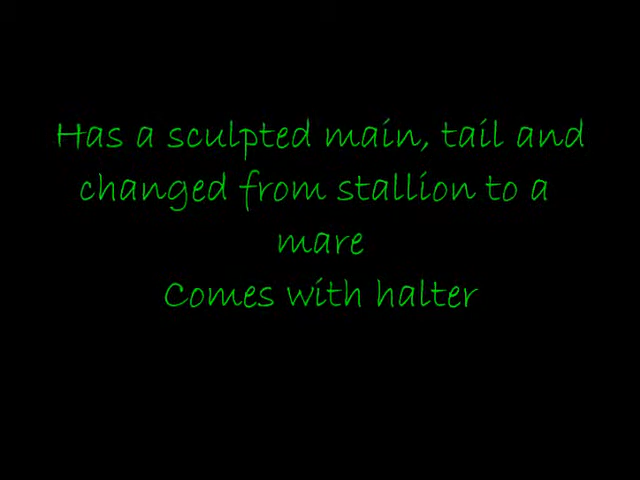 Has a sculpted main, tail and
changed from stallion to a
mare
Comes with halter